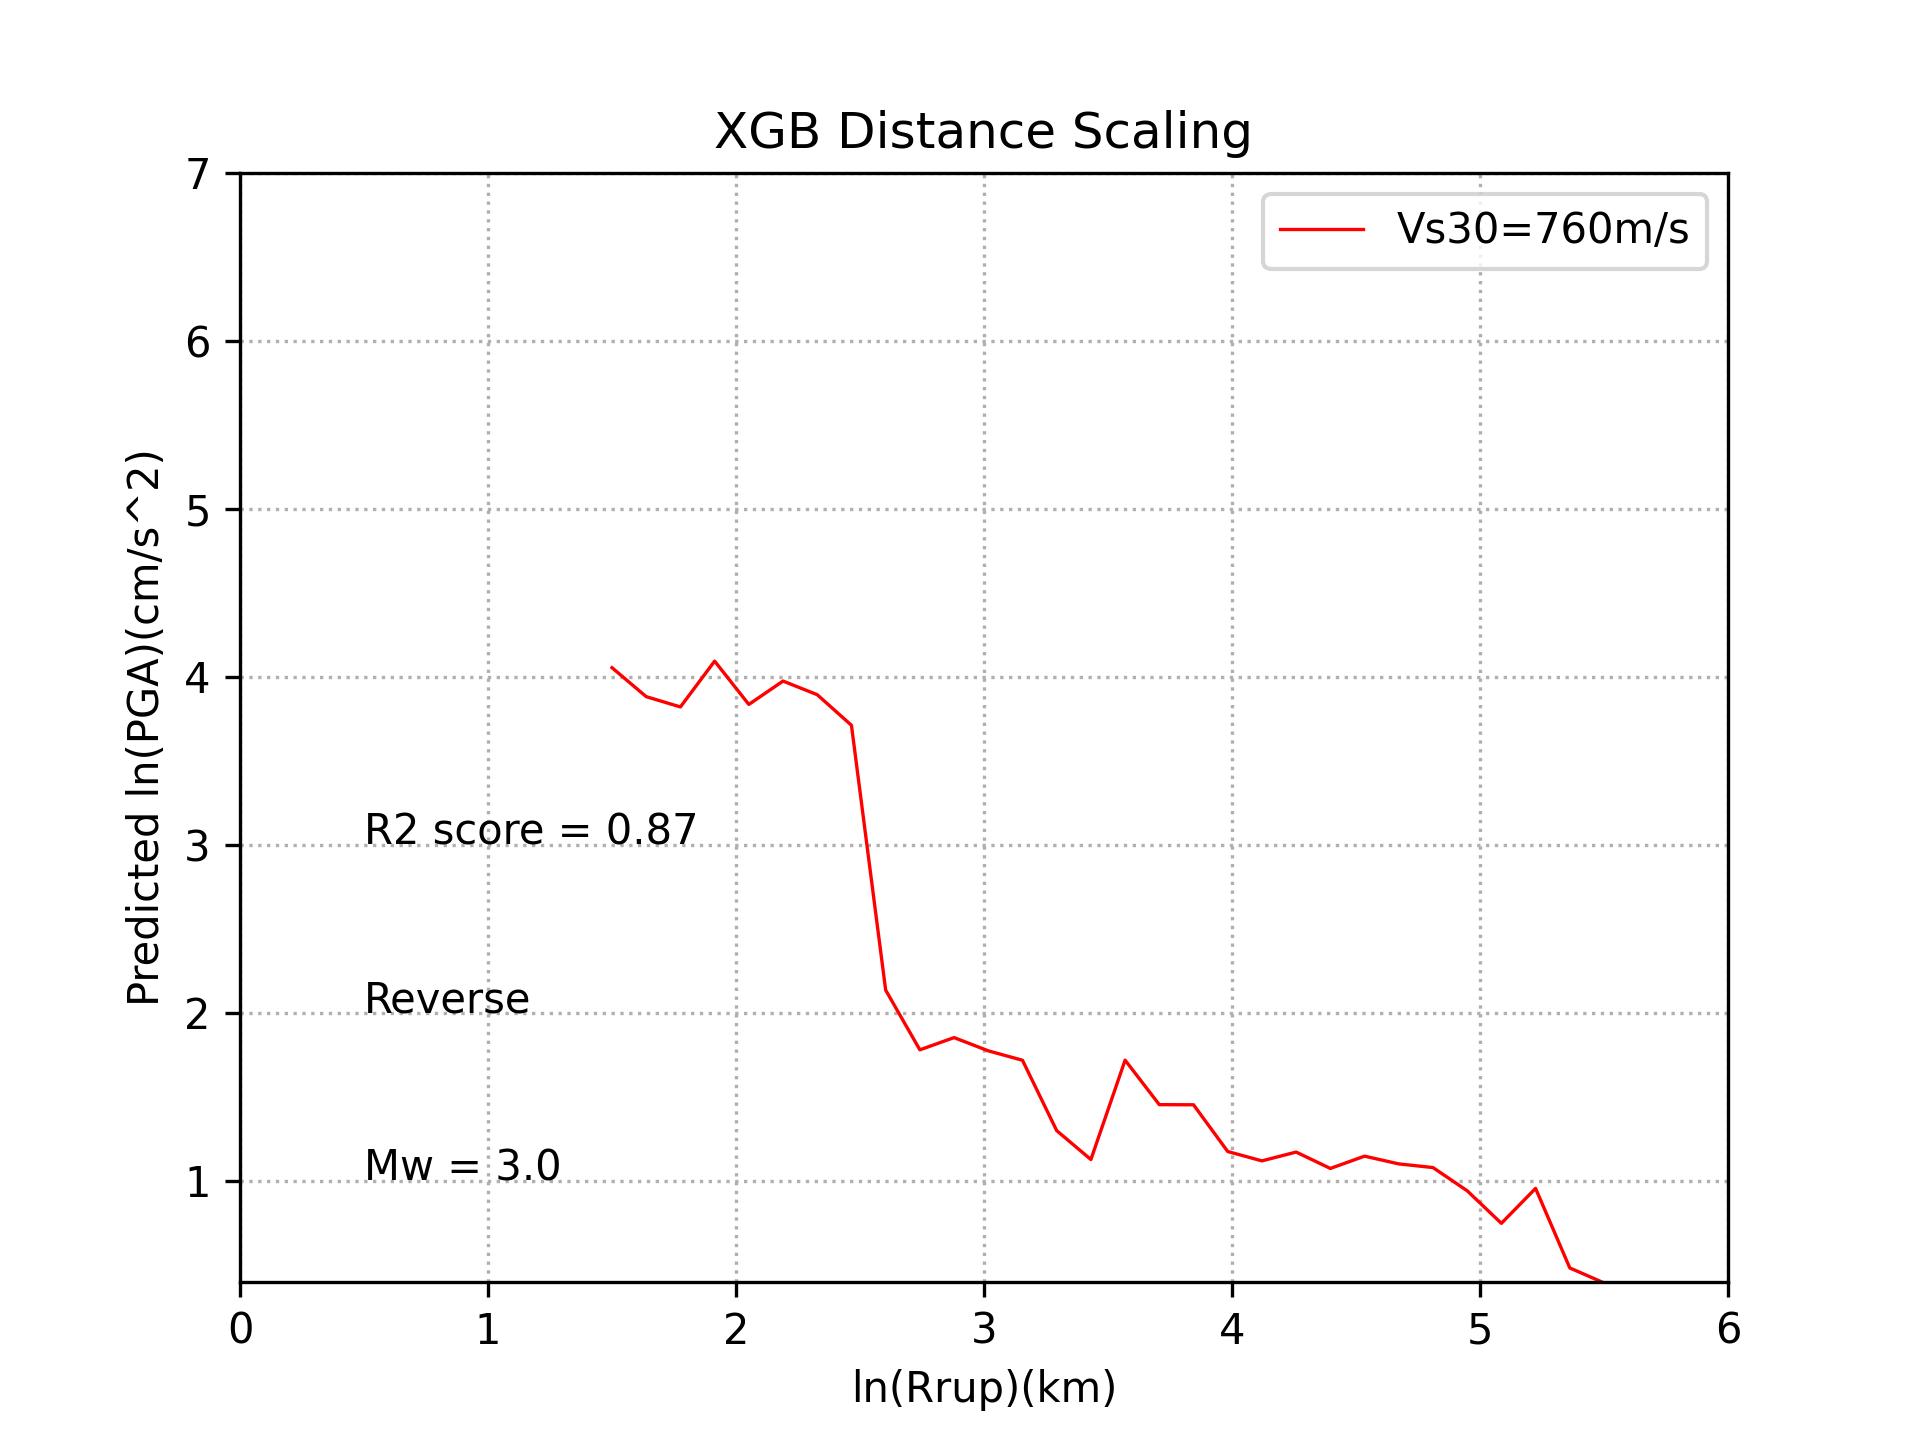 XGB Distance Scaling
Vs30=760m/s
7
6
5
4
3
2
1
Predicted ln(PGA)(cm/s^2)
R2 score = 0.87
Reverse
Mw = 3.0
0 1 2 3 4 5 6
ln(Rrup)(km)